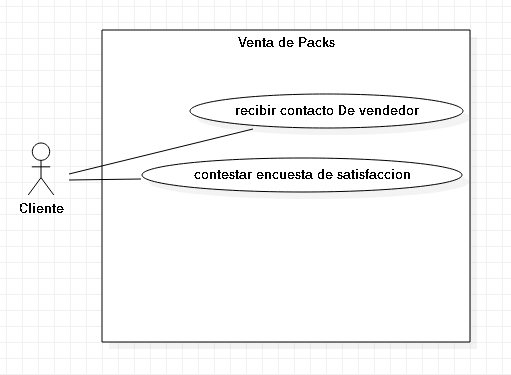 Venta de Packs
recibir contacto De vendedor
contestar encuesta de satisfaccion
Cliente